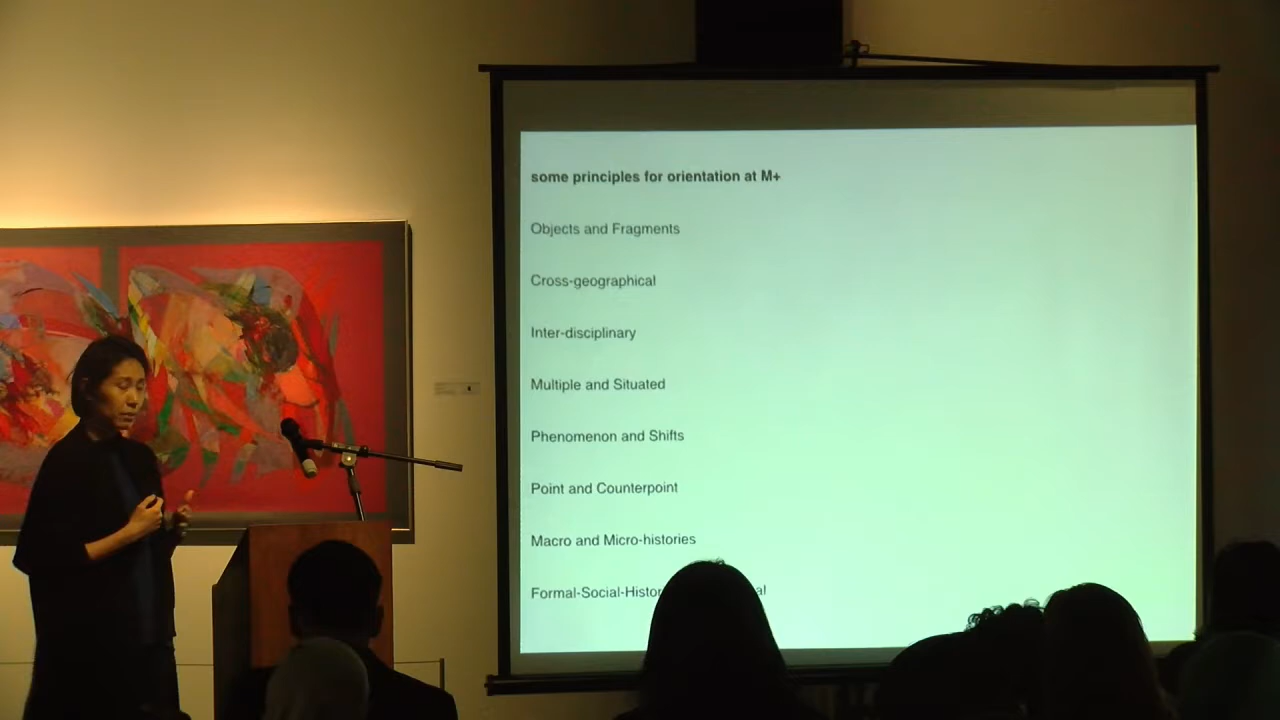 some principles for orientation at M+
Objects and Fragments
Cross-geographical
Inter-disciplinary
Multiple and Situated
Phenomenon and Shifts
Point and Counterpoint
Macro and Micro-histories